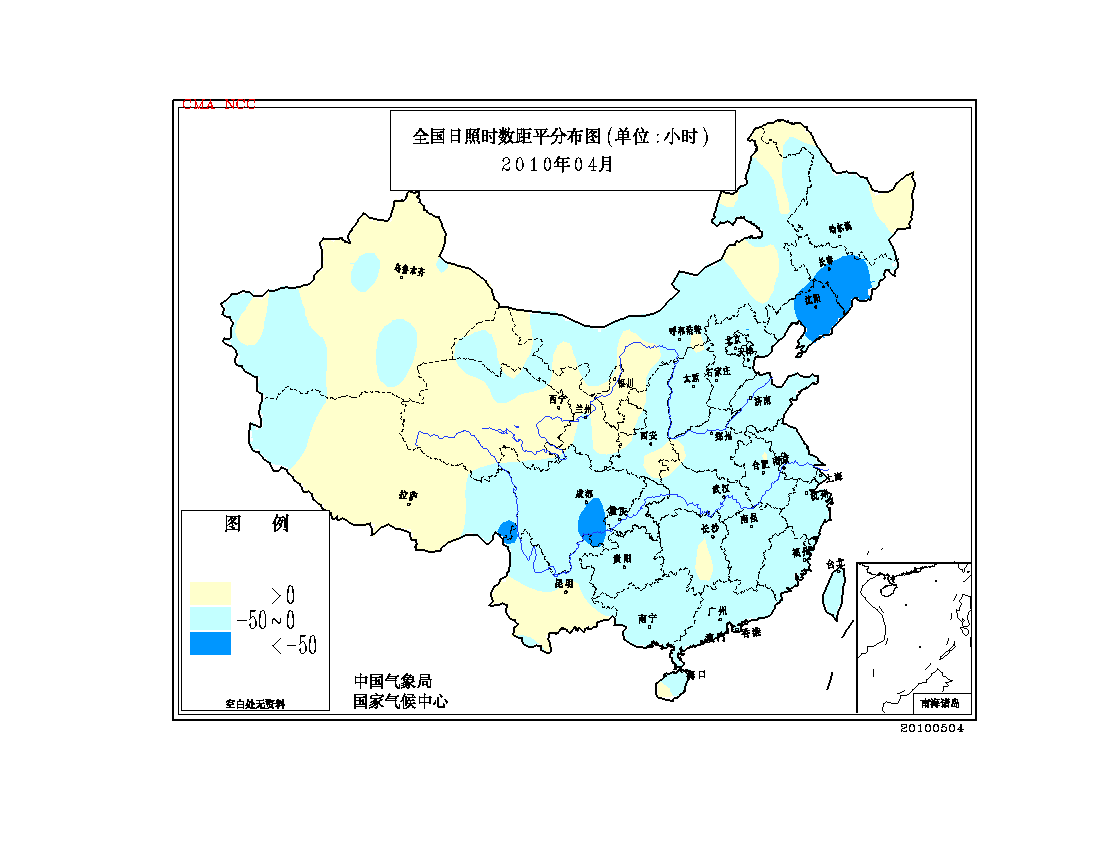 CMA NCC
全国日照时数距平分布图(单位:小时)
2010年04月
哈尔滨
长春
乌鲁木齐
沈阳
呼和浩特
北京
天津
银川
太原
石家庄
西宁
兰州
济南
西安
郑州
合肥
南京
上海
拉萨
成都
武汉
杭州
重庆
长沙
南昌
贵阳
福州
台北
昆明
南宁
广州
澳门
香港
海口
图 例
>0
-50~0
<-50
空白处无资料
中国气象局
国家气候中心
南海诸岛
20100504